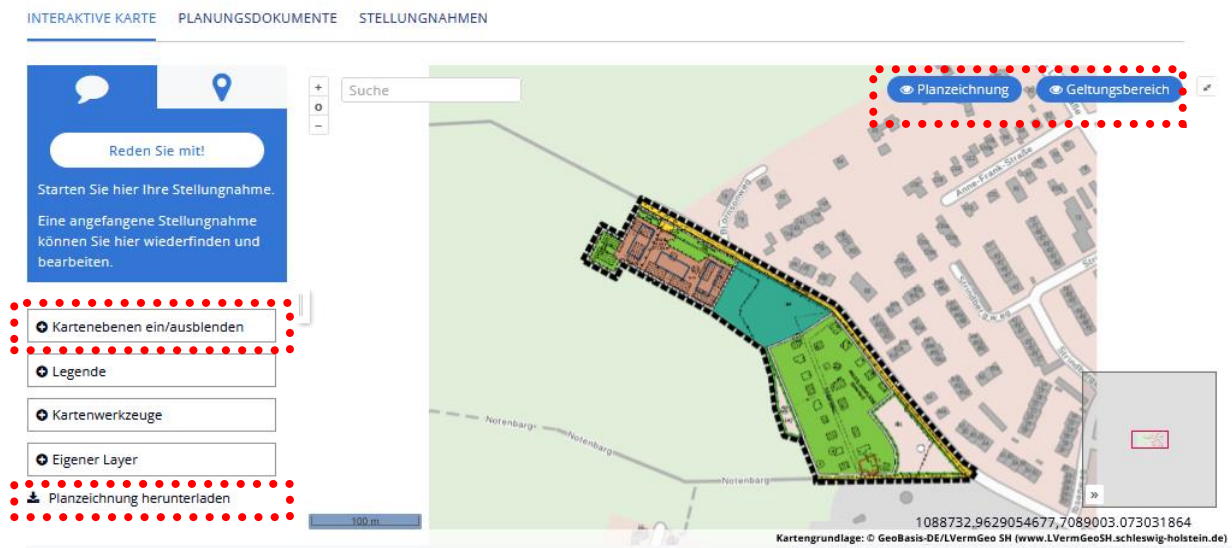 INTERAKTIVE KARTE PLANUNGSDOKUMENTE STELLUNGNAHMEN
Reden Sie mit!
Starten Sie hier Ihre Stellungnahme.
Eine angefangene Stellungnahme
können Sie hier wiederfinden und
bearbeiten.
Kartenebenen ein/ausblenden
Legende
Kartenwerkzeuge
Eigener Layer
Planzeichnung herunterladen
+
o
−
Suche
Planzeichnung
Geltungsbereich
Anne-Frank-Straße
Björnsonweg
Strindbergweg
Notenbarg
Notenbarg
Notenbarg
100 m
»
1088732,9629054677,7089003.073031864
Kartengrundlage: © GeoBasis-DE/LVermGeo SH (www.LVermGeoSH.schleswig-holstein.de)